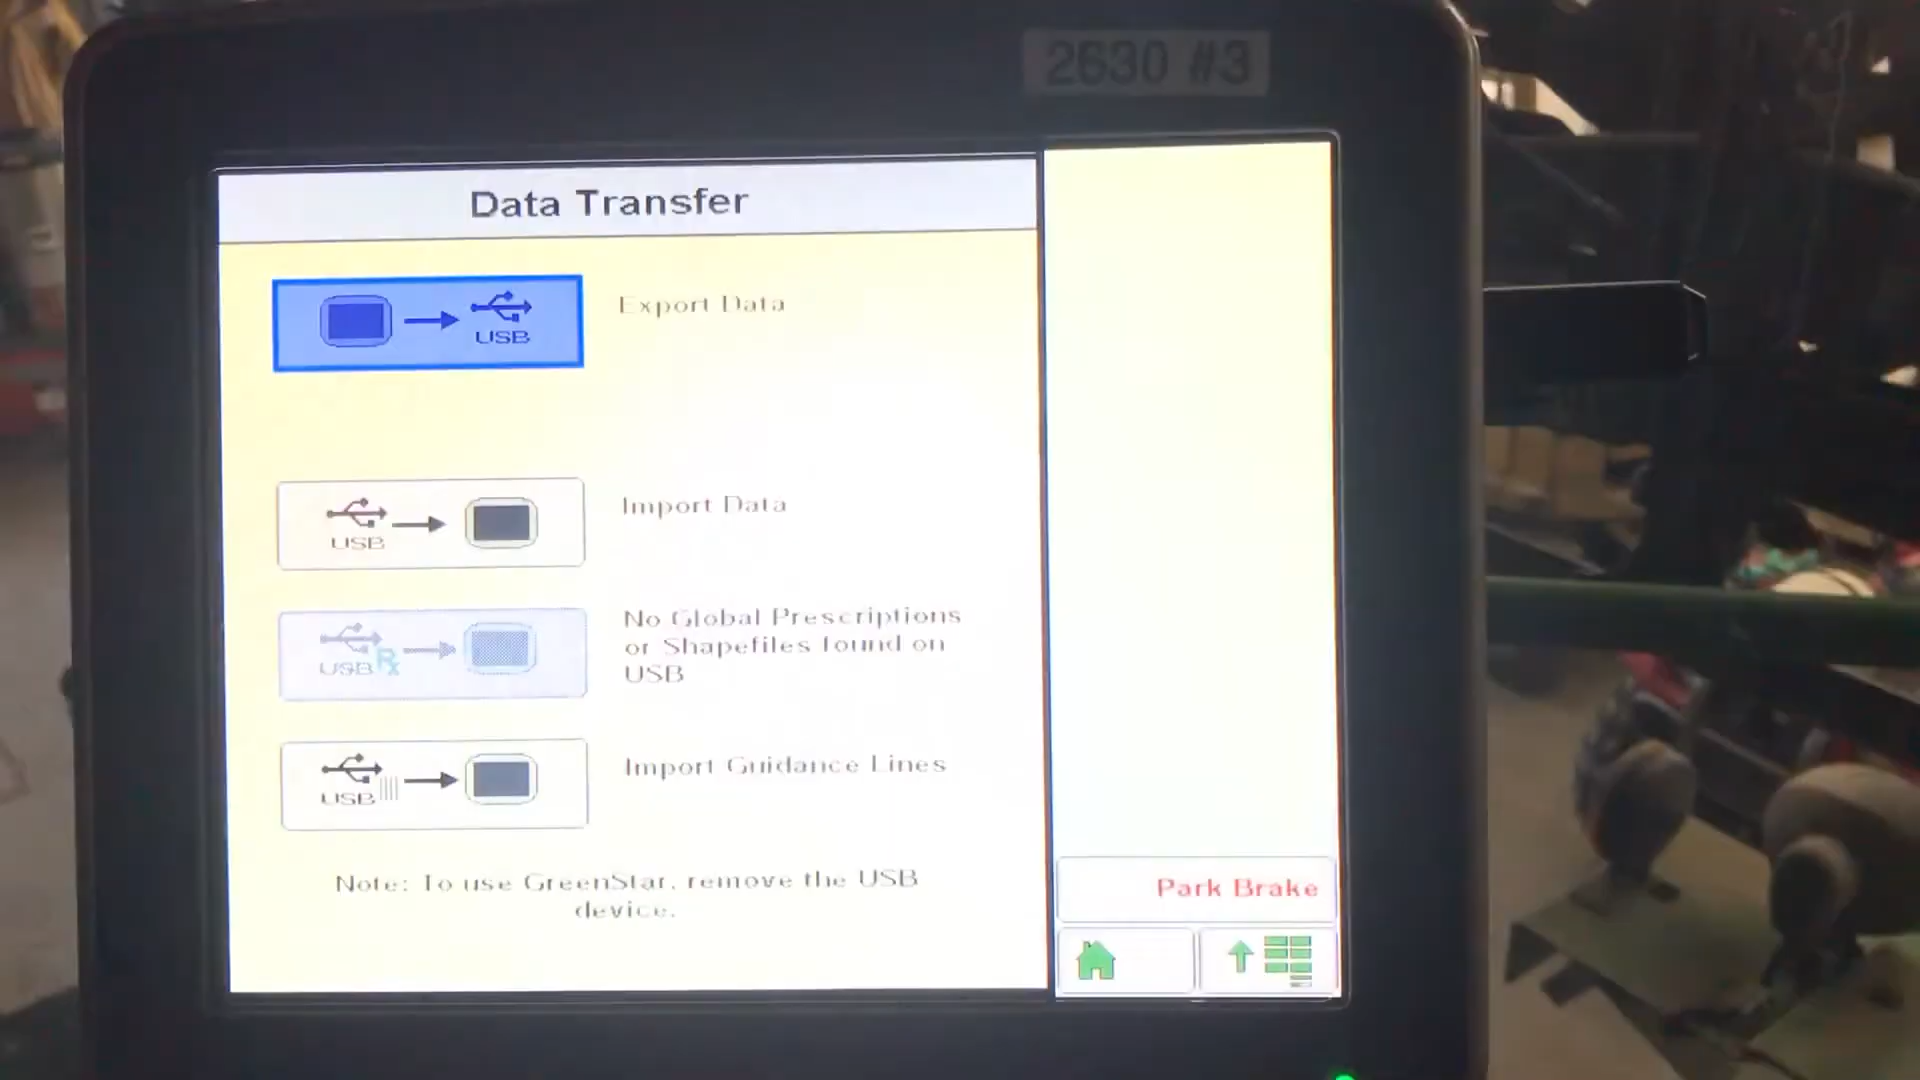 2630 #3
Data Transfer
USB
Export Data
USB
Import Data
USB Rx
No Global Prescriptions
or Shapefiles found on
USB
USB
Import Guidance Lines
Note: To use GreenStar, remove the USB
device.
Park Brake